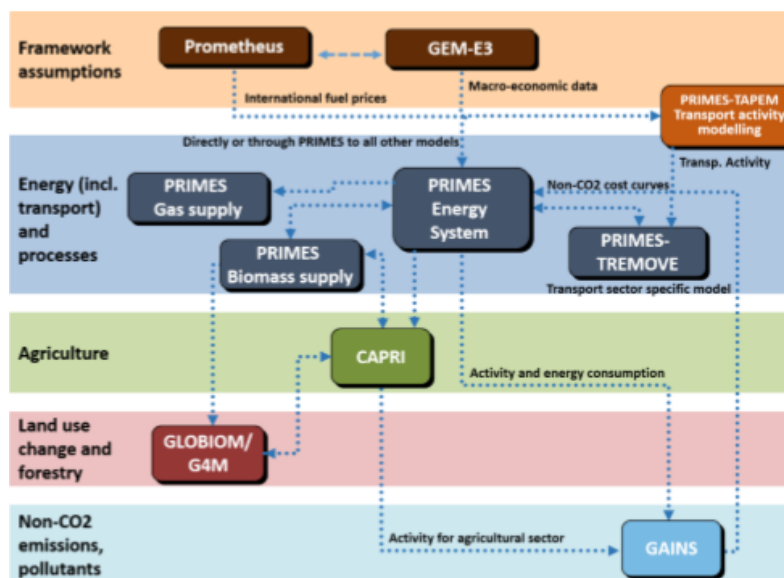 Framework
assumptions
Prometheus
GEM-E3
International fuel prices
Macro-economic data
PRIMES-TAPEM
Transport activity
modelling
Directly or through PRIMES to all other models
Transp. Activity
Energy (incl.
transport) and
processes
PRIMES
Gas supply
PRIMES
Energy
System
Non-CO2 cost curves
PRIMES
Biomass supply
PRIMES-
TREMOVE
Transport sector specific model
Agriculture
CAPRI
Activity and energy consumption
Land use
change and
forestry
GLOBIOM/
G4M
Non-CO2
emissions,
pollutants
Activity for agricultural sector
GAINS